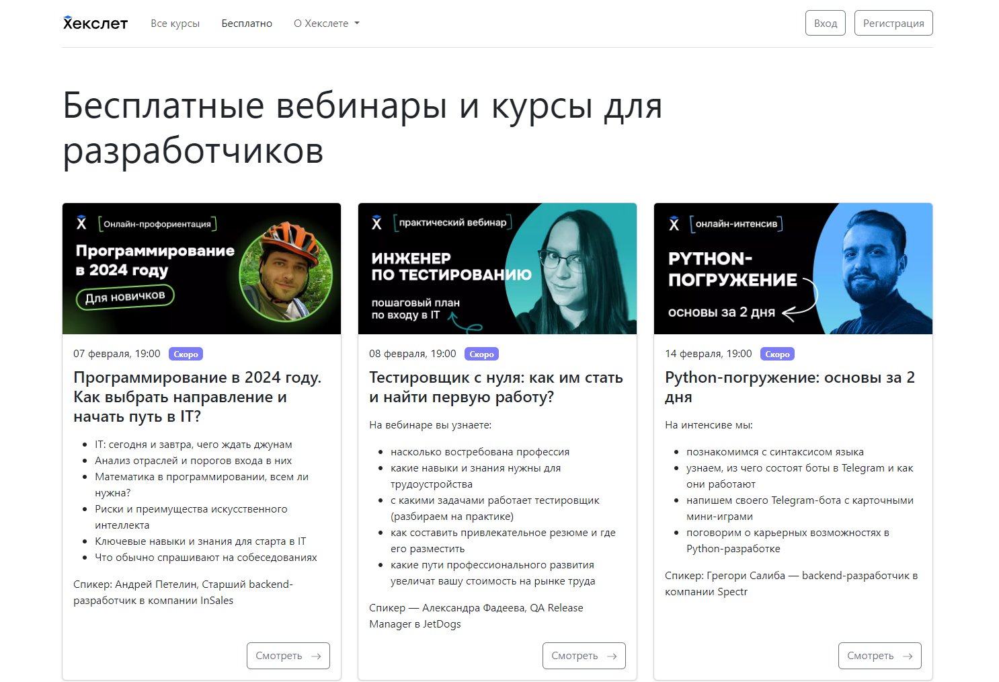 Хекслет Все курсы Бесплатно О Хекслете Вход Регистрация
Бесплатные вебинары и курсы для
разработчиков
Х [Онлайн-профориентация]
Программирование
в 2024 году
Для новичков
07 февраля, 19:00 Скоро
Программирование в 2024 году.
Как выбрать направление и
начать путь в IT?
• IT: сегодня и завтра, чего ждать джунам
• Анализ отраслей и порогов входа в них
• Математика в программировании, всем ли
нужна?
• Риски и преимущества искусственного
интеллекта
• Ключевые навыки и знания для старта в IT
• Что обычно спрашивают на собеседованиях
Спикер: Андрей Петелин, Старший backend-
разработчик в компании InSales
Смотреть →
Х [практический вебинар]
ИНЖЕНЕР
ПО ТЕСТИРОВАНИЮ
пошаговый план
по входу в IT
08 февраля, 19:00 Скоро
Тестировщик с нуля: как им стать
и найти первую работу?
На вебинаре вы узнаете:
• насколько востребована профессия
• какие навыки и знания нужны для
трудоустройства
• с какими задачами работает тестировщик
(разбираем на практике)
• как составить привлекательное резюме и где
его разместить
• какие пути профессионального развития
увеличат вашу стоимость на рынке труда
Спикер — Александра Фадеева, QA Release
Manager в JetDogs
Смотреть →
Х [онлайн-интенсив]
PYTHON-
ПОГРУЖЕНИЕ
основы за 2 дня
14 февраля, 19:00 Скоро
Python-погружение: основы за 2
дня
На интенсиве мы:
• познакомимся с синтаксисом языка
• узнаем, из чего состоят боты в Telegram и как
они работают
• напишем своего Telegram-бота с карточными
мини-играми
• поговорим о карьерных возможностях в
Python-разработке
Спикер: Грегори Салиба — backend-разработчик в
компании Spectr
Смотреть →